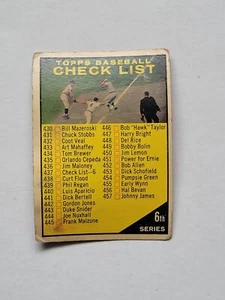 TOPPS BASEBALL
CHECK LIST
430 Bill Mazeroski
431 Chuck Stobbs
432 Coot Veal
433 Art Mahaffey
434 Tom Brewer
435 Orlando Cepeda
436 Jim Maloney
437 Check List—6
438 Curt Flood
439 Phil Regan
440 Luis Aparicio
441 Dick Bertell
442 Gordon Jones
443 Duke Snider
444 Joe Nuxhall
445 Frank Malzone
446 Bob "Hawk" Taylor
447 Harry Bright
448 Del Rice
449 Bobby Bolin
450 Jim Lemon
451 Power for Ernie
452 Bob Allen
453 Dick Schofield
454 Pumpsie Green
455 Early Wynn
456 Hal Bevan
457 Johnny James
6th
SERIES